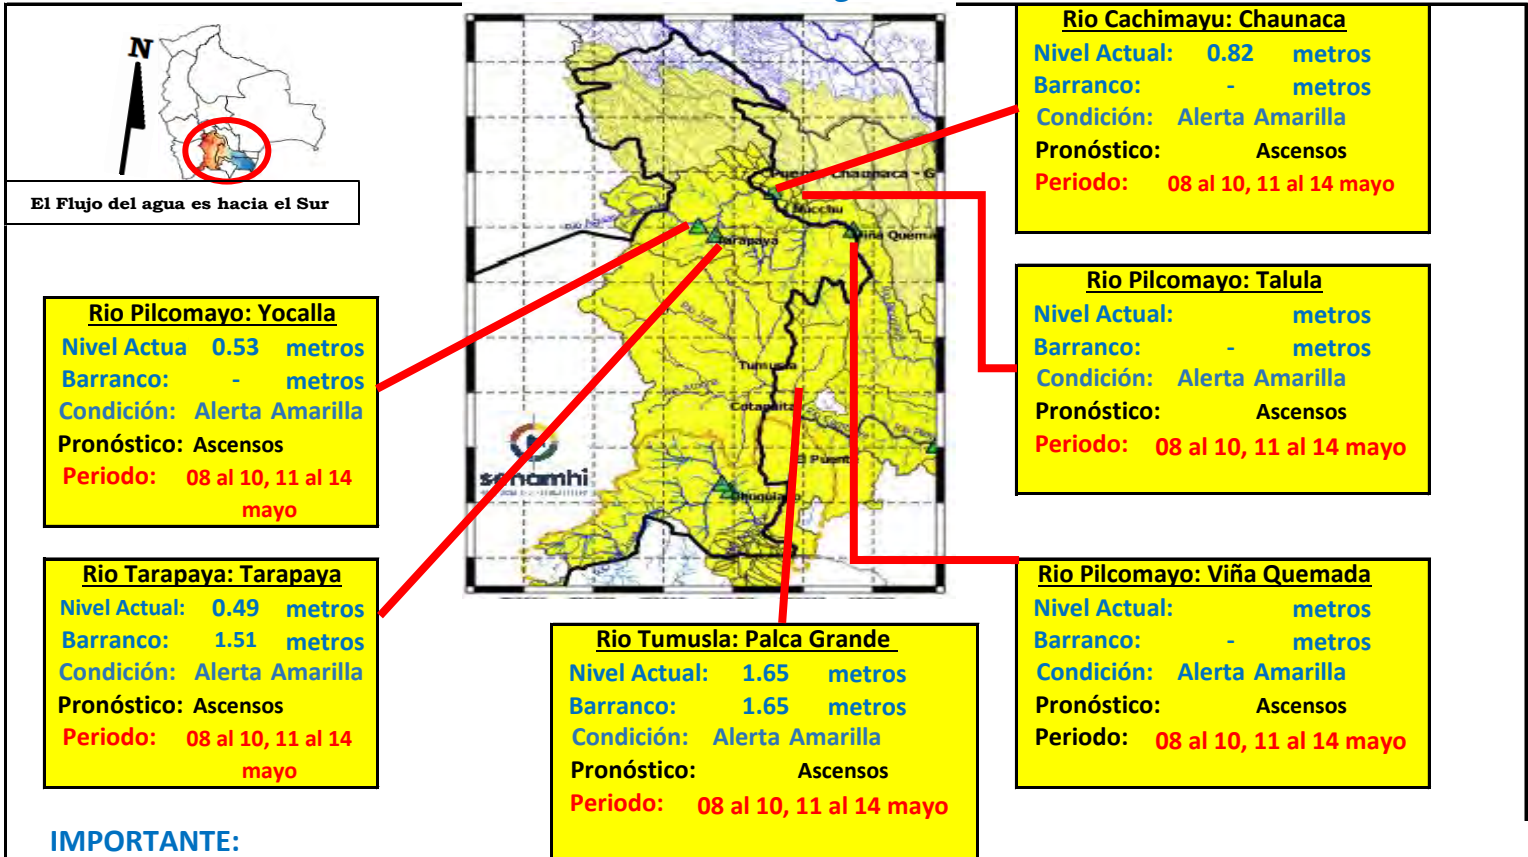 N
El Flujo del agua es hacia el Sur
Rio Cachimayu: Chaunaca
Nivel Actual: 0.82 metros
Barranco: - metros
Condición: Alerta Amarilla
Pronóstico: Ascensos
Periodo: 08 al 10, 11 al 14 mayo
Rio Pilcomayo: Talula
Nivel Actual: metros
Barranco: - metros
Condición: Alerta Amarilla
Pronóstico: Ascensos
Periodo: 08 al 10, 11 al 14 mayo
Rio Pilcomayo: Yocalla
Nivel Actua 0.53 metros
Barranco: - metros
Condición: Alerta Amarilla
Pronóstico: Ascensos
Periodo: 08 al 10, 11 al 14
mayo
Puente Chaunaca - G
Tarapaya
Viña Quema
Tumusla
Cotagaita
El Puente
senamhi
Rio Tarapaya: Tarapaya
Nivel Actual: 0.49 metros
Barranco: 1.51 metros
Condición: Alerta Amarilla
Pronóstico: Ascensos
Periodo: 08 al 10, 11 al 14
mayo
Rio Tumusla: Palca Grande
Nivel Actual: 1.65 metros
Barranco: 1.65 metros
Condición: Alerta Amarilla
Pronóstico: Ascensos
Periodo: 08 al 10, 11 al 14 mayo
Rio Pilcomayo: Viña Quemada
Nivel Actual: metros
Barranco: - metros
Condición: Alerta Amarilla
Pronóstico: Ascensos
Periodo: 08 al 10, 11 al 14 mayo
IMPORTANTE: